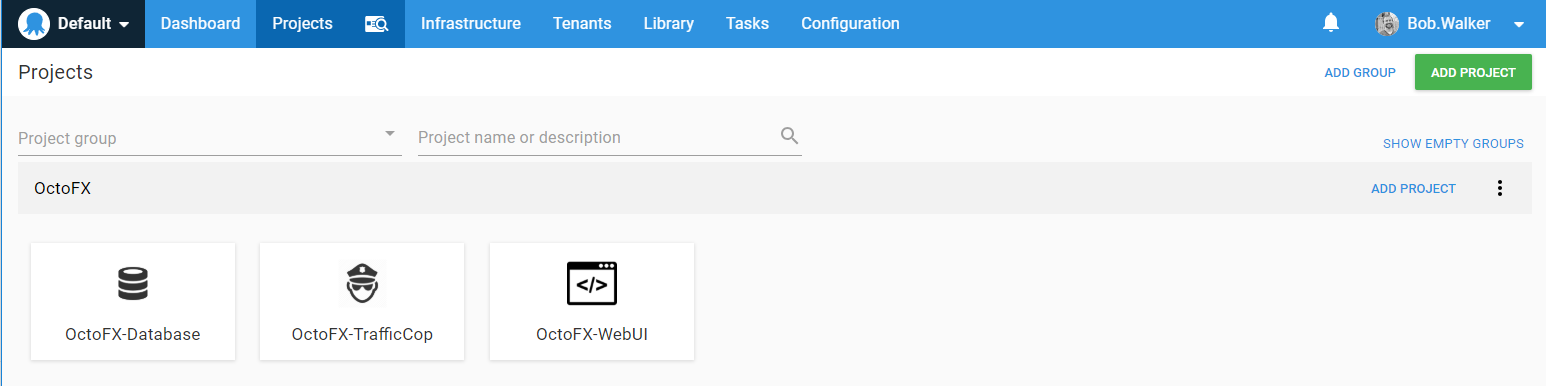 Default Dashboard Projects Infrastructure Tenants Library Tasks Configuration Bob.Walker
Projects ADD GROUP ADD PROJECT
Project group Project name or description SHOW EMPTY GROUPS
OctoFX ADD PROJECT
</>
OctoFX-Database OctoFX-TrafficCop OctoFX-WebUI